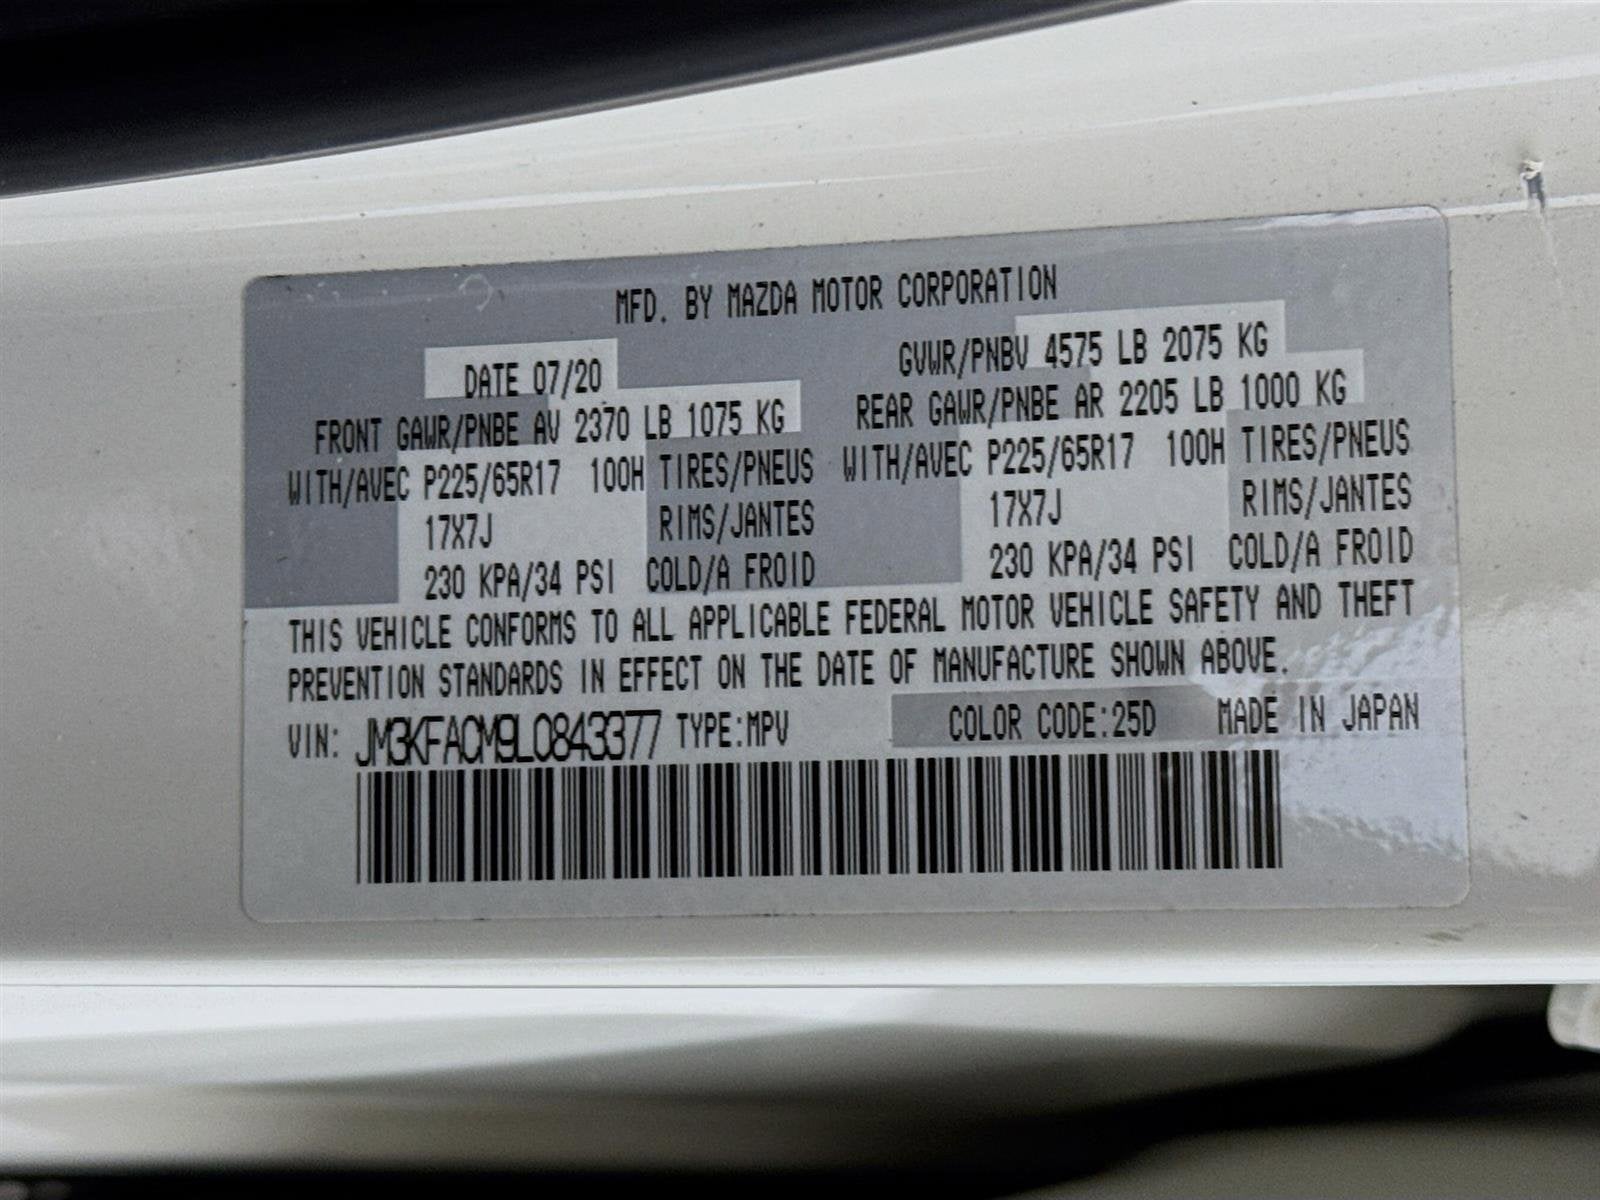 MFD. BY MAZDA MOTOR CORPORATION
DATE 07/20 GVWR/PNBV 4575 LB 2075 KG
FRONT GAWR/PNBE AV 2370 LB 1075 KG REAR GAWR/PNBE AR 2205 LB 1000 KG
WITH/AVEC P225/65R17 100H TIRES/PNEUS WITH/AVEC P225/65R17 100H TIRES/PNEUS
17X7J RIMS/JANTES 17X7J RIMS/JANTES
230 KPA/34 PSI COLD/A FROID 230 KPA/34 PSI COLD/A FROID
THIS VEHICLE CONFORMS TO ALL APPLICABLE FEDERAL MOTOR VEHICLE SAFETY AND THEFT
PREVENTION STANDARDS IN EFFECT ON THE DATE OF MANUFACTURE SHOWN ABOVE.
VIN: JM3KFACM9L0843377 TYPE:MPV COLOR CODE:25D MADE IN JAPAN